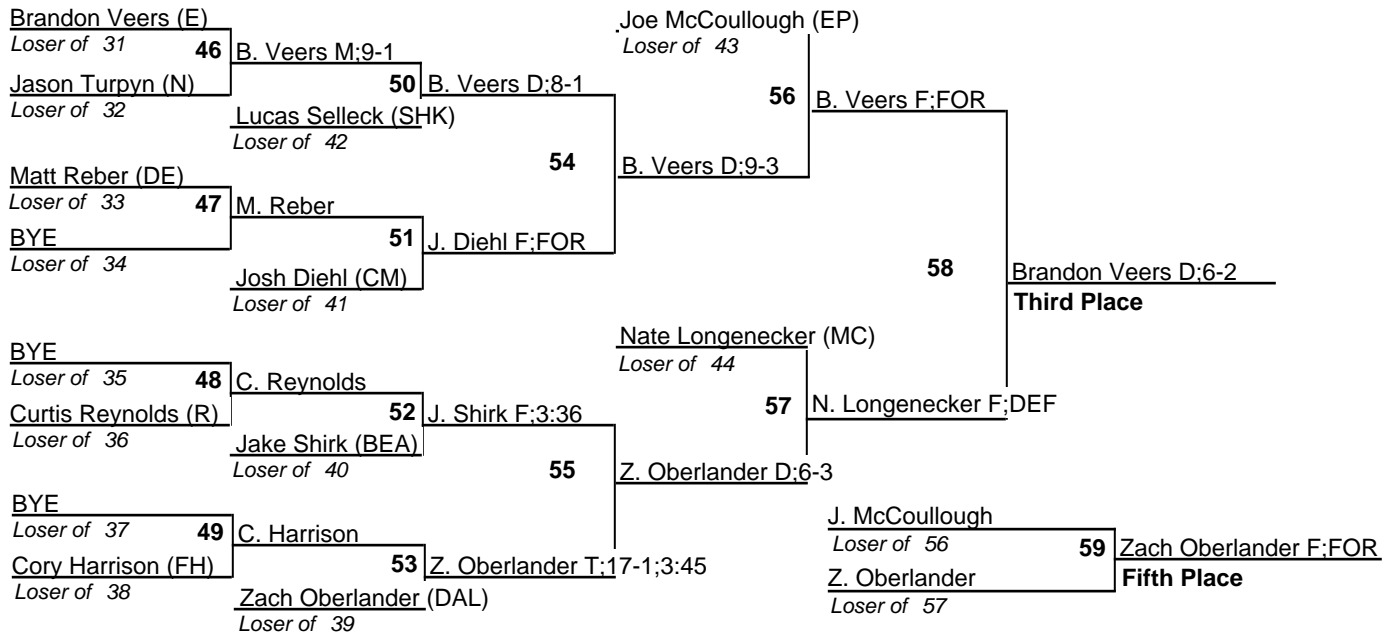 Brandon Veers (E)
Loser of 31
46
B. Veers M;9-1
Jason Turpyn (N)
Loser of 32
50
B. Veers D;8-1
Lucas Selleck (SHK)
Loser of 42
54
Matt Reber (DE)
Loser of 33
47
M. Reber
BYE
Loser of 34
51
J. Diehl F;FOR
Josh Diehl (CM)
Loser of 41
Joe McCoullough (EP)
Loser of 43
56
B. Veers F;FOR
B. Veers D;9-3
58
Brandon Veers D;6-2
Third Place
BYE
Loser of 35
48
C. Reynolds
Curtis Reynolds (R)
Loser of 36
52
J. Shirk F;3:36
Jake Shirk (BEA)
Loser of 40
55
BYE
Loser of 37
49
C. Harrison
Cory Harrison (FH)
Loser of 38
53
Z. Oberlander T;17-1;3:45
Zach Oberlander (DAL)
Loser of 39
Nate Longenecker (MC)
Loser of 44
57
N. Longenecker F;DEF
Z. Oberlander D;6-3
J. McCoullough
Loser of 56
59
Zach Oberlander F;FOR
Z. Oberlander
Fifth Place
Loser of 57